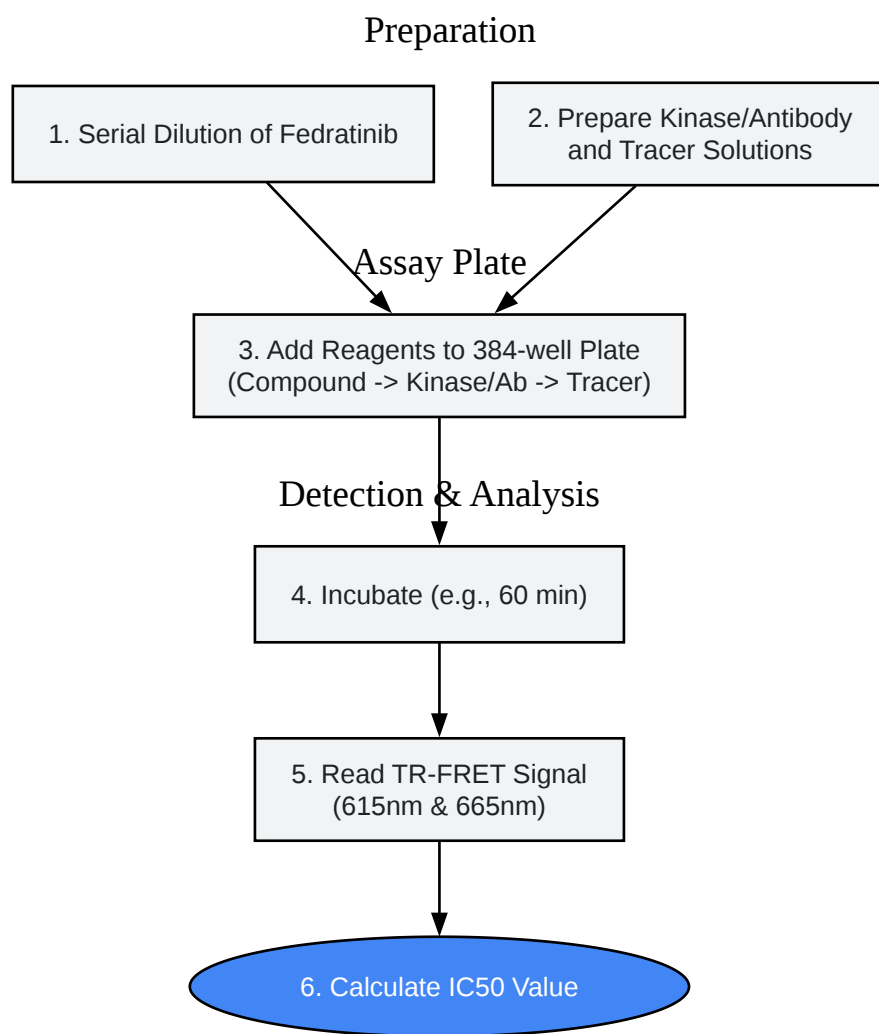 Preparation
1. Serial Dilution of Fedratinib
2. Prepare Kinase/Antibody
and Tracer Solutions
Assay Plate
3. Add Reagents to 384-well Plate
(Compound -> Kinase/Ab -> Tracer)
Detection & Analysis
4. Incubate (e.g., 60 min)
5. Read TR-FRET Signal
(615nm & 665nm)
6. Calculate IC50 Value